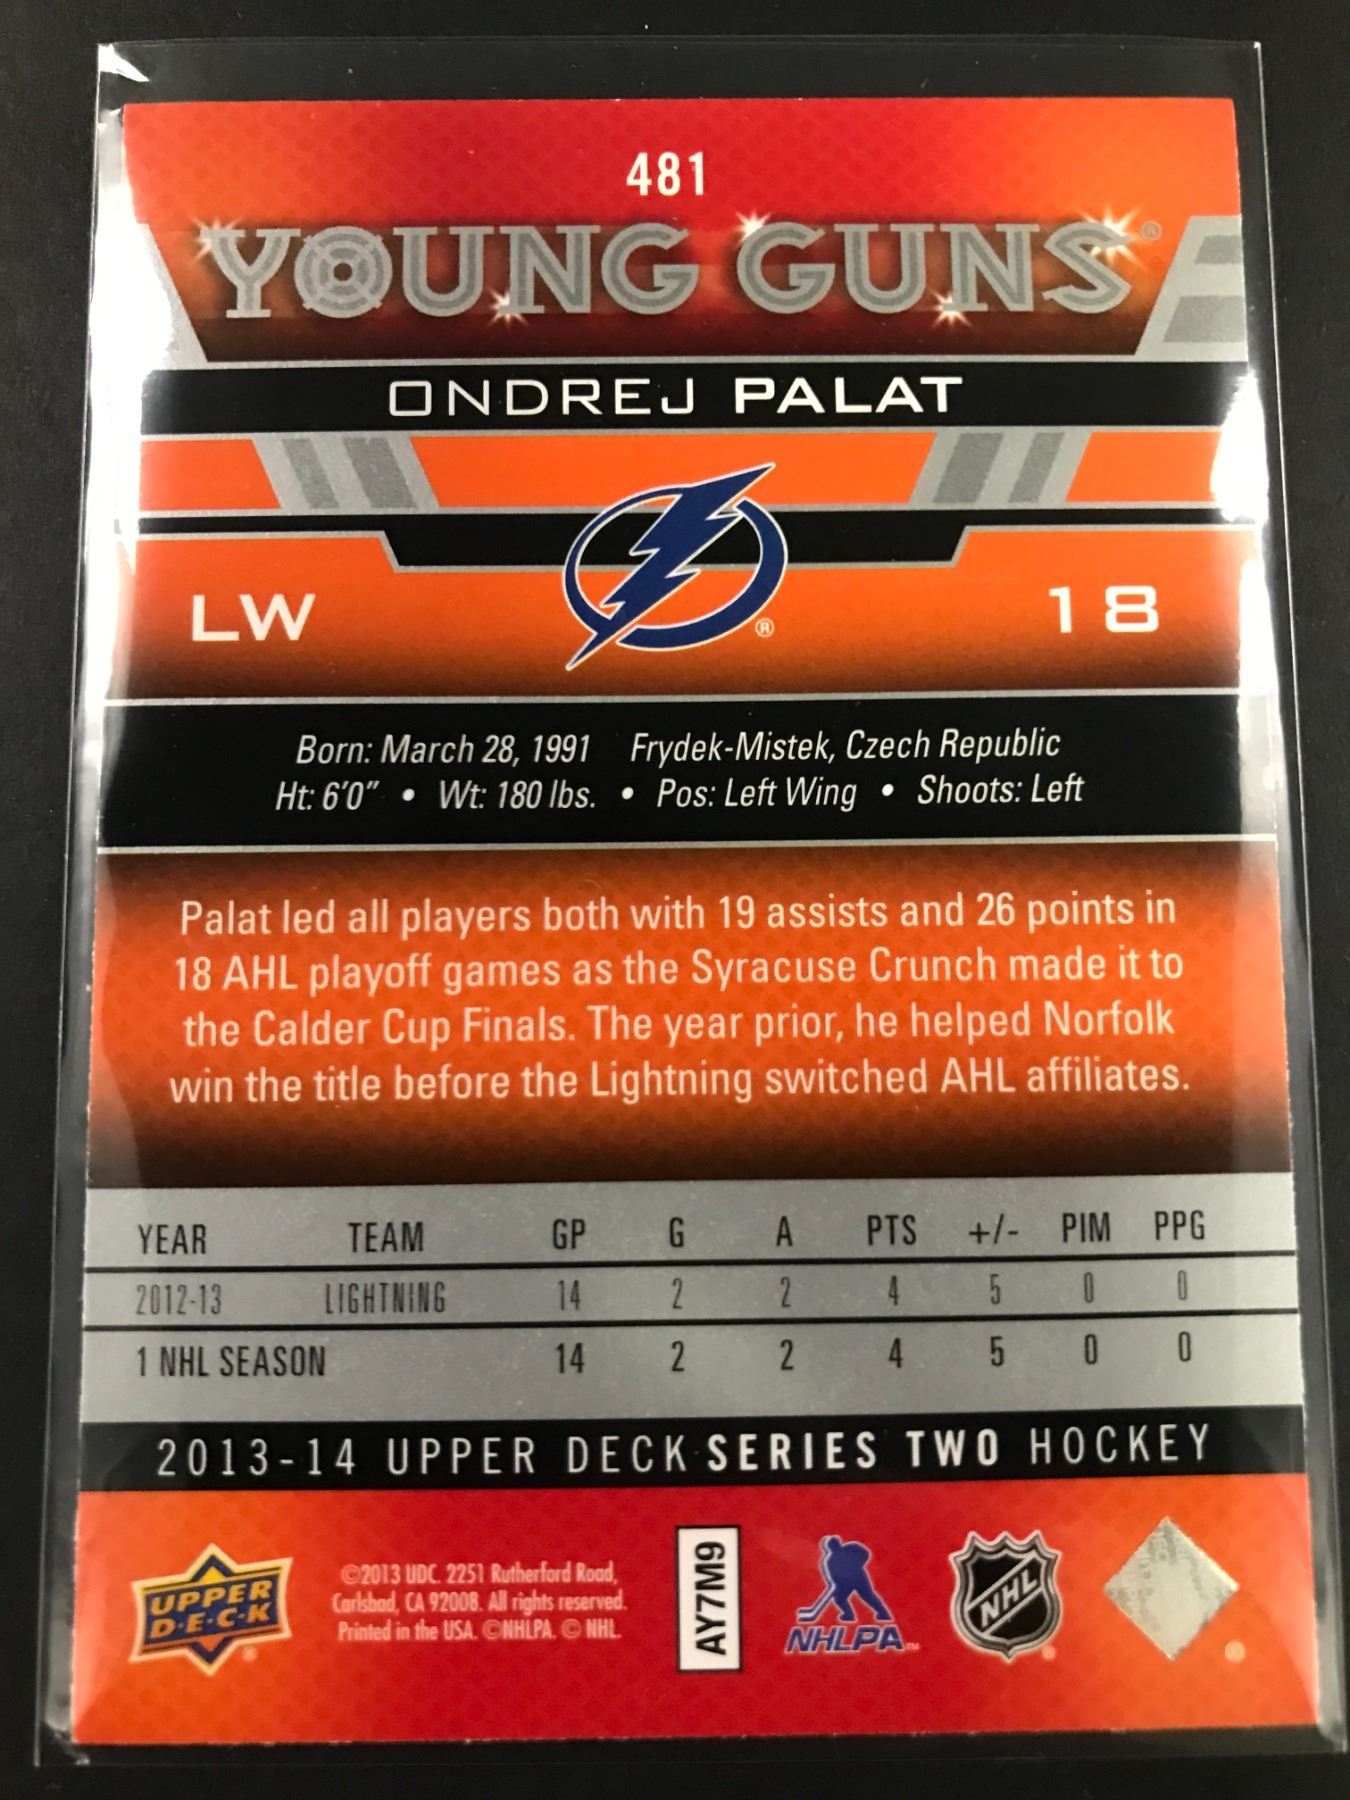 481
YOUNG GUNS®
ONDREJ PALAT
LW
18
®
Born: March 28, 1991 Frydek-Mistek, Czech Republic
Ht: 6'0" • Wt: 180 lbs. • Pos: Left Wing • Shoots: Left
Palat led all players both with 19 assists and 26 points in
18 AHL playoff games as the Syracuse Crunch made it to
the Calder Cup Finals. The year prior, he helped Norfolk
win the title before the Lightning switched AHL affiliates.
YEAR TEAM GP G A PTS +/- PIM PPG
2012-13 LIGHTNING 14 2 2 4 5 0 0
1 NHL SEASON 14 2 2 4 5 0 0
2013-14 UPPER DECK SERIES TWO HOCKEY
UPPER
D•E•C•K
®
©2013 UDC. 2251 Rutherford Road,
Carlsbad, CA 92008. All rights reserved.
Printed in the USA. ©NHLPA. © NHL.
AY7M9
NHLPA™
NHL
®